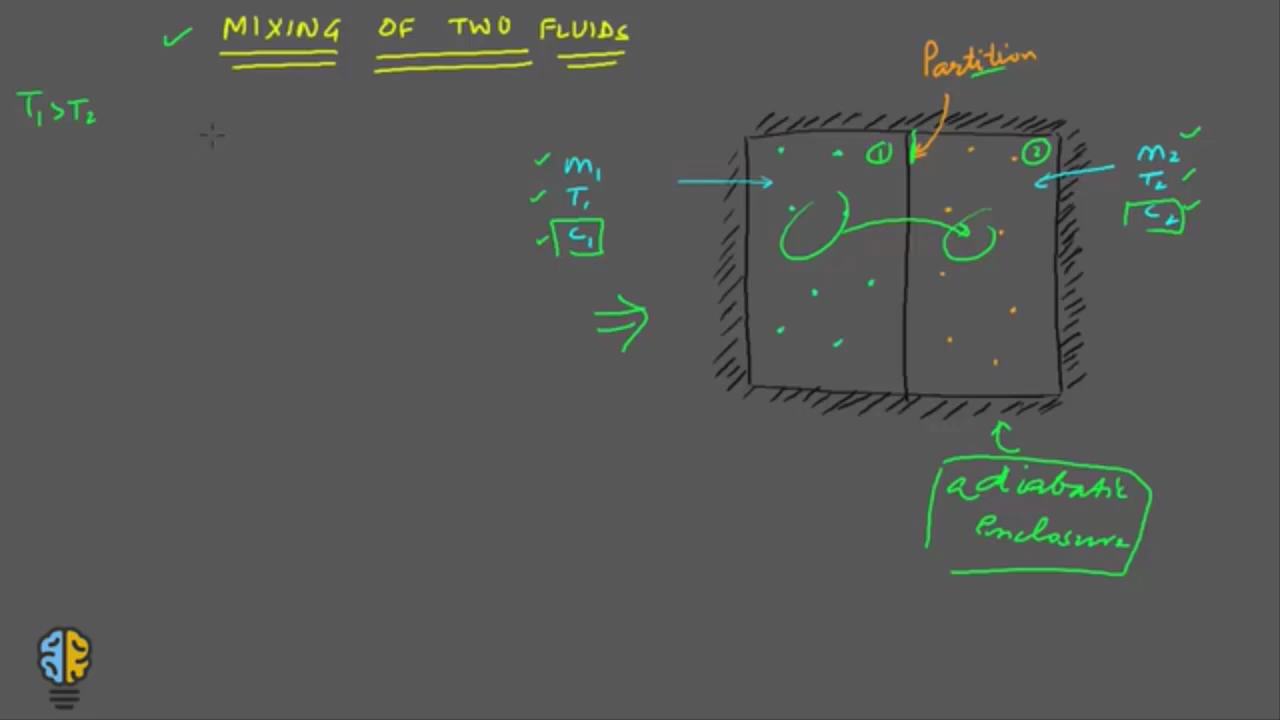 ✓ MIXING OF TWO FLUIDS
Partition
T₁>T₂
✓ m₁
✓ T₁
✓ c₁
①
②
m₂ ✓
T₂ ✓
c₂ ✓
⇒
adiabatic
enclosure